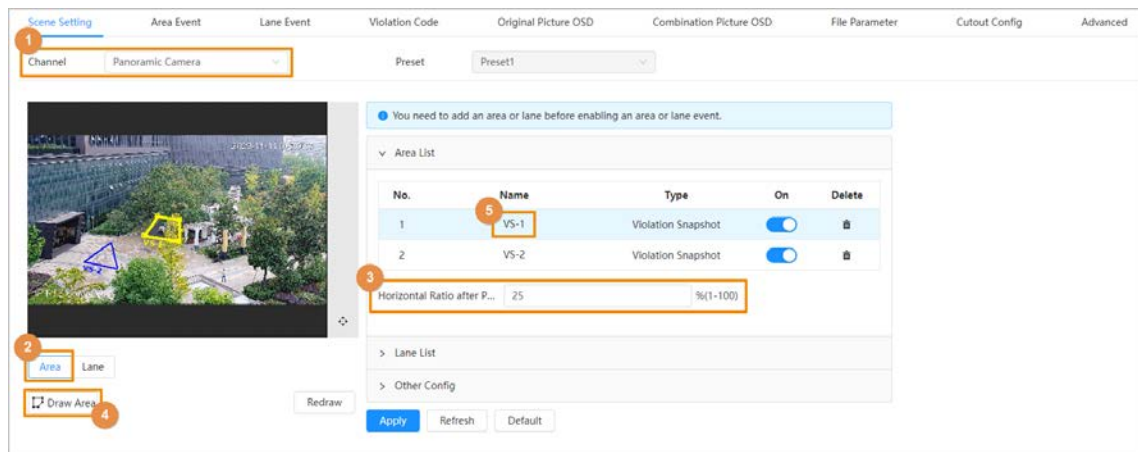 Scene Setting Area Event Lane Event Violation Code Original Picture OSD Combination Picture OSD File Parameter Cutout Config Advanced
1
Channel Panoramic Camera Preset Preset1
You need to add an area or lane before enabling an area or lane event.
Area List
No. Name Type On Delete
5
1 VS-1 Violation Snapshot
2 VS-2 Violation Snapshot
3
Horizontal Ratio after P... 25 %(1-100)
2
Area Lane
Lane List
Other Config
Draw Area Redraw
4
Apply Refresh Default